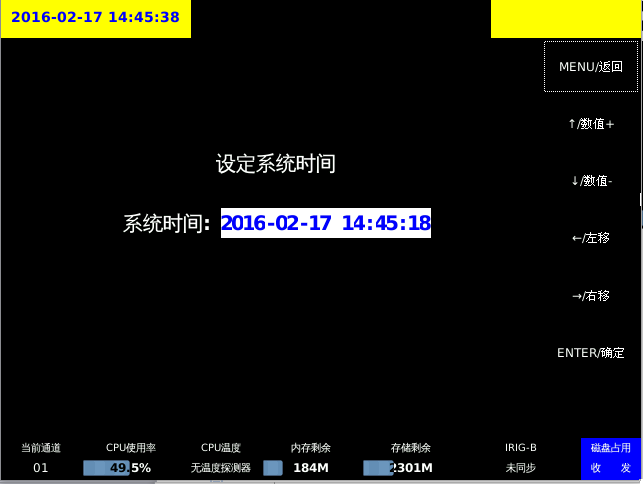 2016-02-17 14:45:38
MENU/返回
↑/数值+
设定系统时间
↓/数值-
系统时间: 2016-02-17 14:45:18
←/左移
→/右移
ENTER/确定
当前通道 CPU使用率 CPU温度 内存剩余 存储剩余 IRIG-B 磁盘占用
01 49.5% 无温度探测器 184M 2301M 未同步 收 发